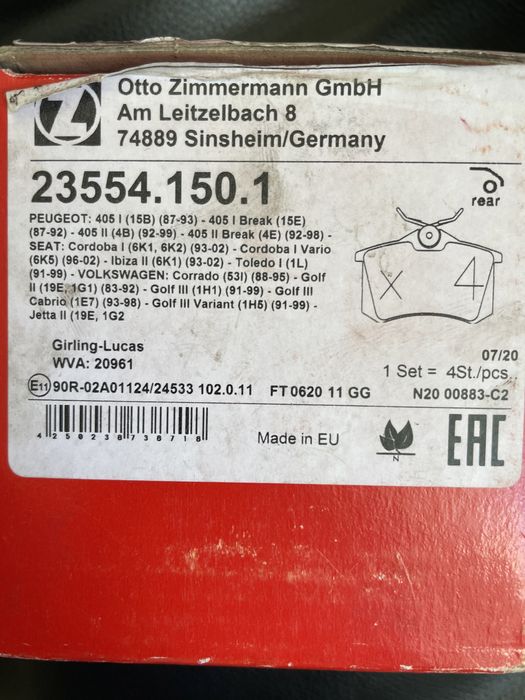 Z
Otto Zimmermann GmbH
Am Leitzelbach 8
74889 Sinsheim/Germany
23554.150.1
rear
PEUGEOT: 405 I (15B) (87-93) - 405 I Break (15E)
(87-92) - 405 II (4B) (92-99) - 405 II Break (4E) (92-98) -
SEAT: Cordoba I (6K1, 6K2) (93-02) - Cordoba I Vario
(6K5) (96-02) - Ibiza II (6K1) (93-02) - Toledo I (1L)
(91-99) - VOLKSWAGEN: Corrado (53I) (88-95) - Golf
II (19E, 1G1) (83-92) - Golf III (1H1) (91-99) - Golf III
Cabrio (1E7) (93-98) - Golf III Variant (1H5) (91-99) -
Jetta II (19E, 1G2
x 4
Girling-Lucas
WVA: 20961
07/20
1 Set = 4St./pcs.
E11 90R-02A01124/24533 102.0.11 FT 0620 11 GG N20 00883-C2
4250238736718
Made in EU
N
EAC